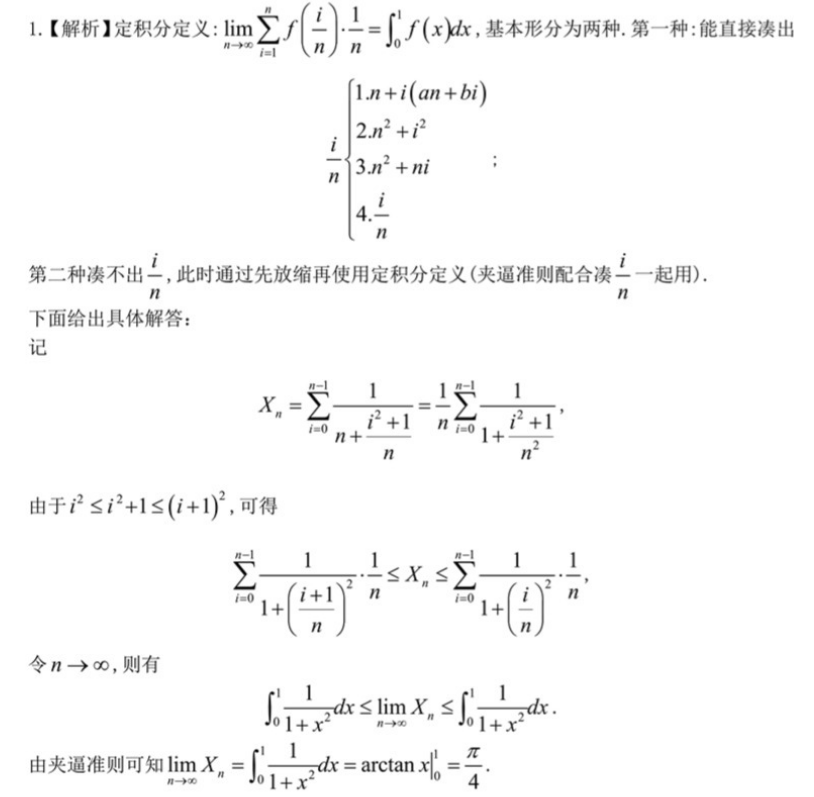 1.【解析】定积分定义: \lim_{n\to\infty}\sum_{i=1}^{n} f\left(\frac{i}{n}\right)\cdot\frac{1}{n}=\int_0^1 f(x)dx, 基本形分为两种. 第一种:能直接凑出
\frac{i}{n}\begin{cases}1.n+i(an+bi)\\2.n^2+i^2\\3.n^2+ni\\4.\frac{i}{n}\end{cases};
第二种凑不出\frac{i}{n}, 此时通过先放缩再使用定积分定义(夹逼准则配合凑\frac{i}{n}一起用).
下面给出具体解答:
记
X_n=\sum_{i=0}^{n-1}\frac{1}{n+\frac{i^2+1}{n}}=\frac{1}{n}\sum_{i=0}^{n-1}\frac{1}{1+\frac{i^2+1}{n^2}},
由于i^2\le i^2+1\le(i+1)^2, 可得
\sum_{i=0}^{n-1}\frac{1}{1+\left(\frac{i+1}{n}\right)^2}\cdot\frac{1}{n}\le X_n\le\sum_{i=0}^{n-1}\frac{1}{1+\left(\frac{i}{n}\right)^2}\cdot\frac{1}{n},
令n\to\infty, 则有
\int_0^1\frac{1}{1+x^2}dx\le\lim_{n\to\infty}X_n\le\int_0^1\frac{1}{1+x^2}dx.
由夹逼准则可知\lim_{n\to\infty}X_n=\int_0^1\frac{1}{1+x^2}dx=\arctan x|_0^1=\frac{\pi}{4}.